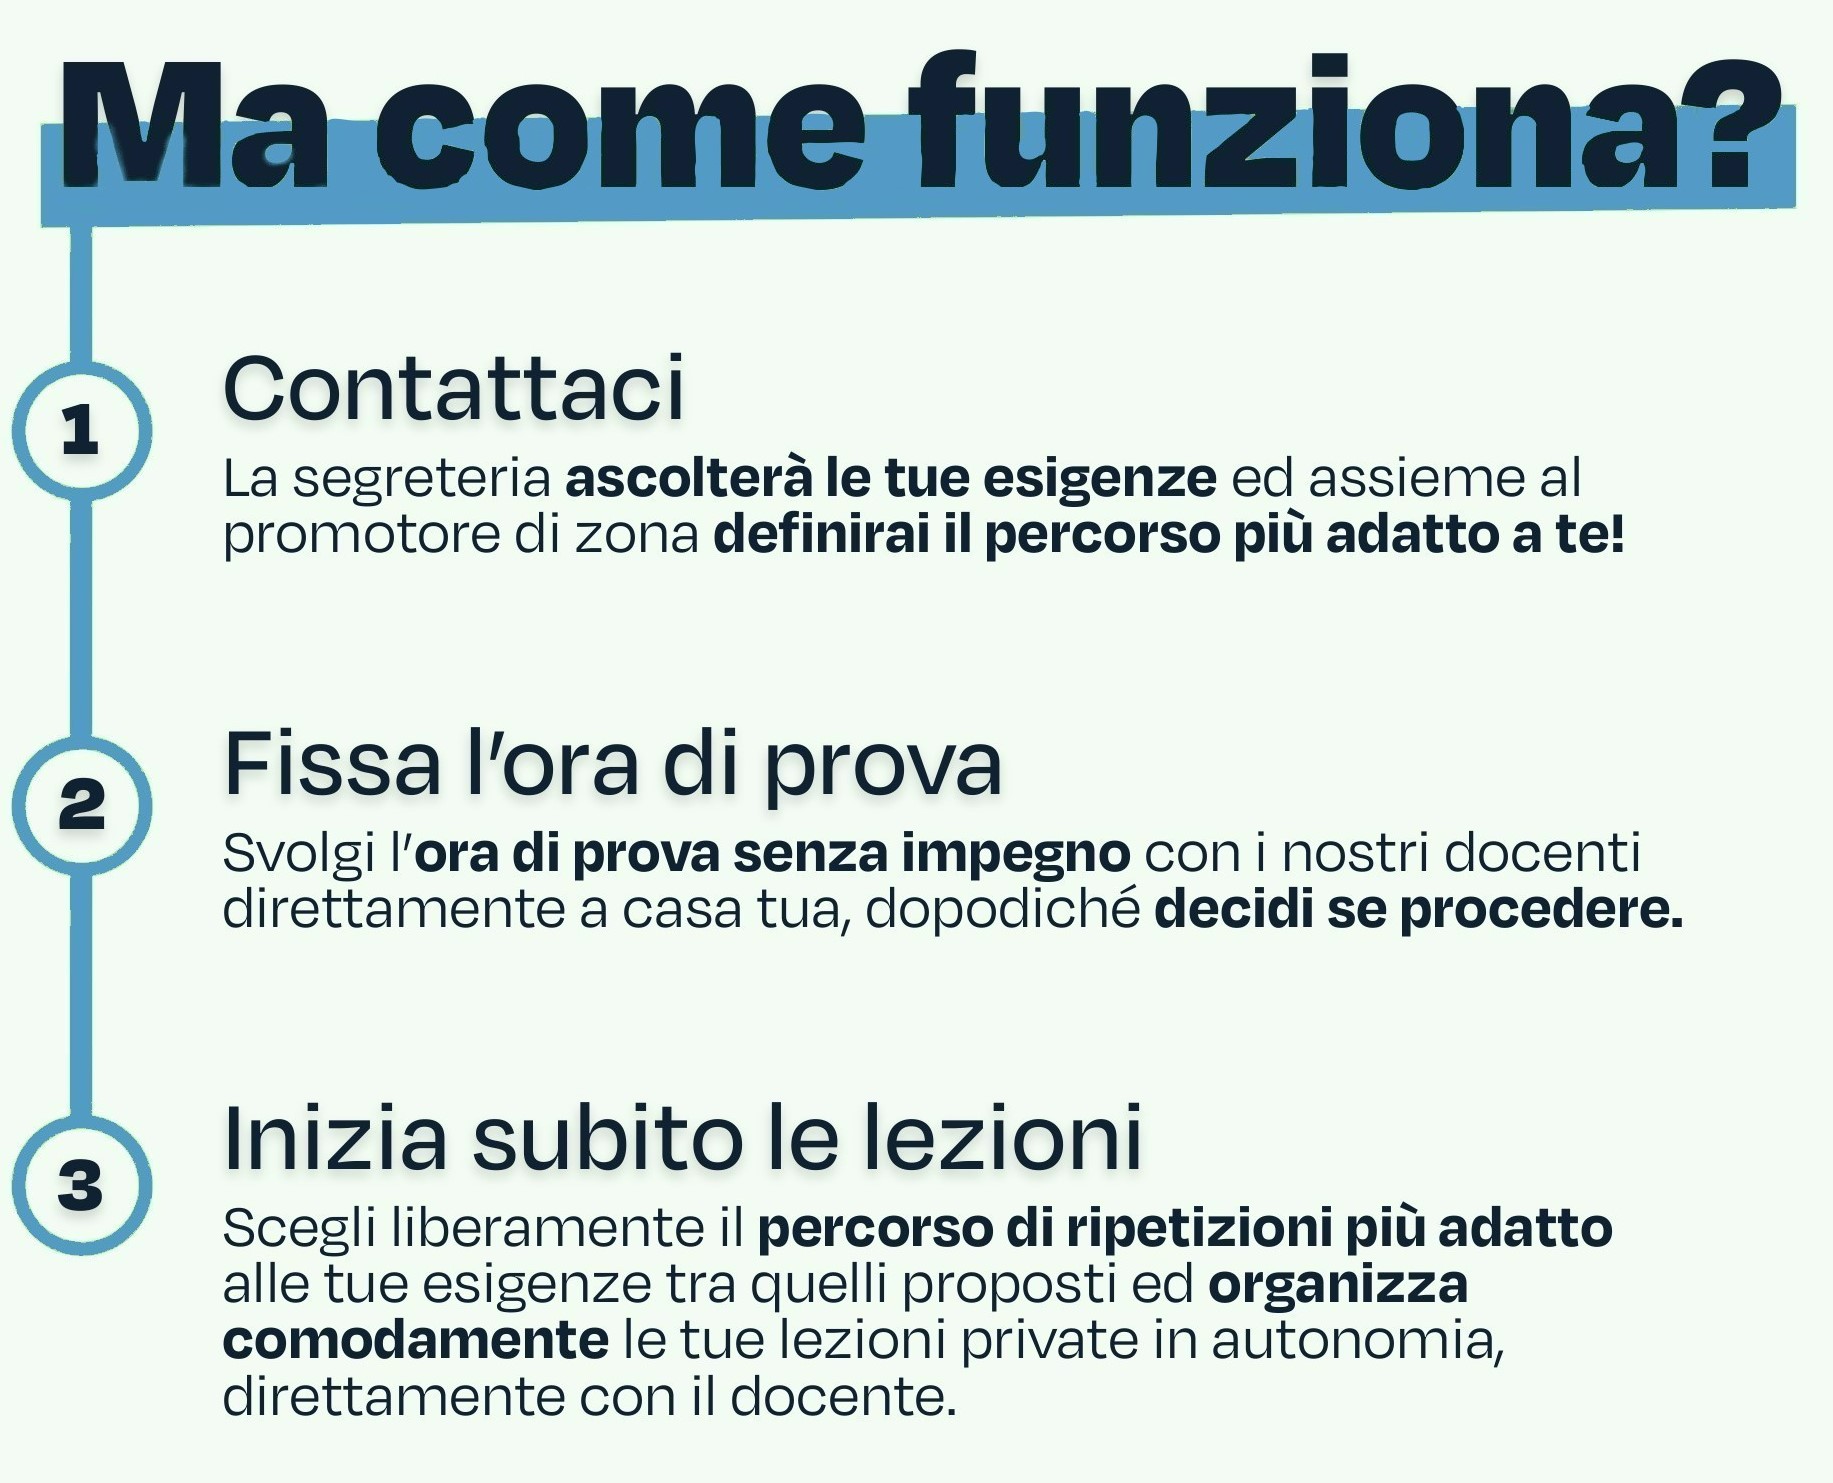 Ma come funziona?
1
Contattaci
La segreteria ascolterà le tue esigenze ed assieme al
promotore di zona definirai il percorso più adatto a te!
2
Fissa l’ora di prova
Svolgi l’ora di prova senza impegno con i nostri docenti
direttamente a casa tua, dopodiché decidi se procedere.
3
Inizia subito le lezioni
Scegli liberamente il percorso di ripetizioni più adatto
alle tue esigenze tra quelli proposti ed organizza
comodamente le tue lezioni private in autonomia,
direttamente con il docente.